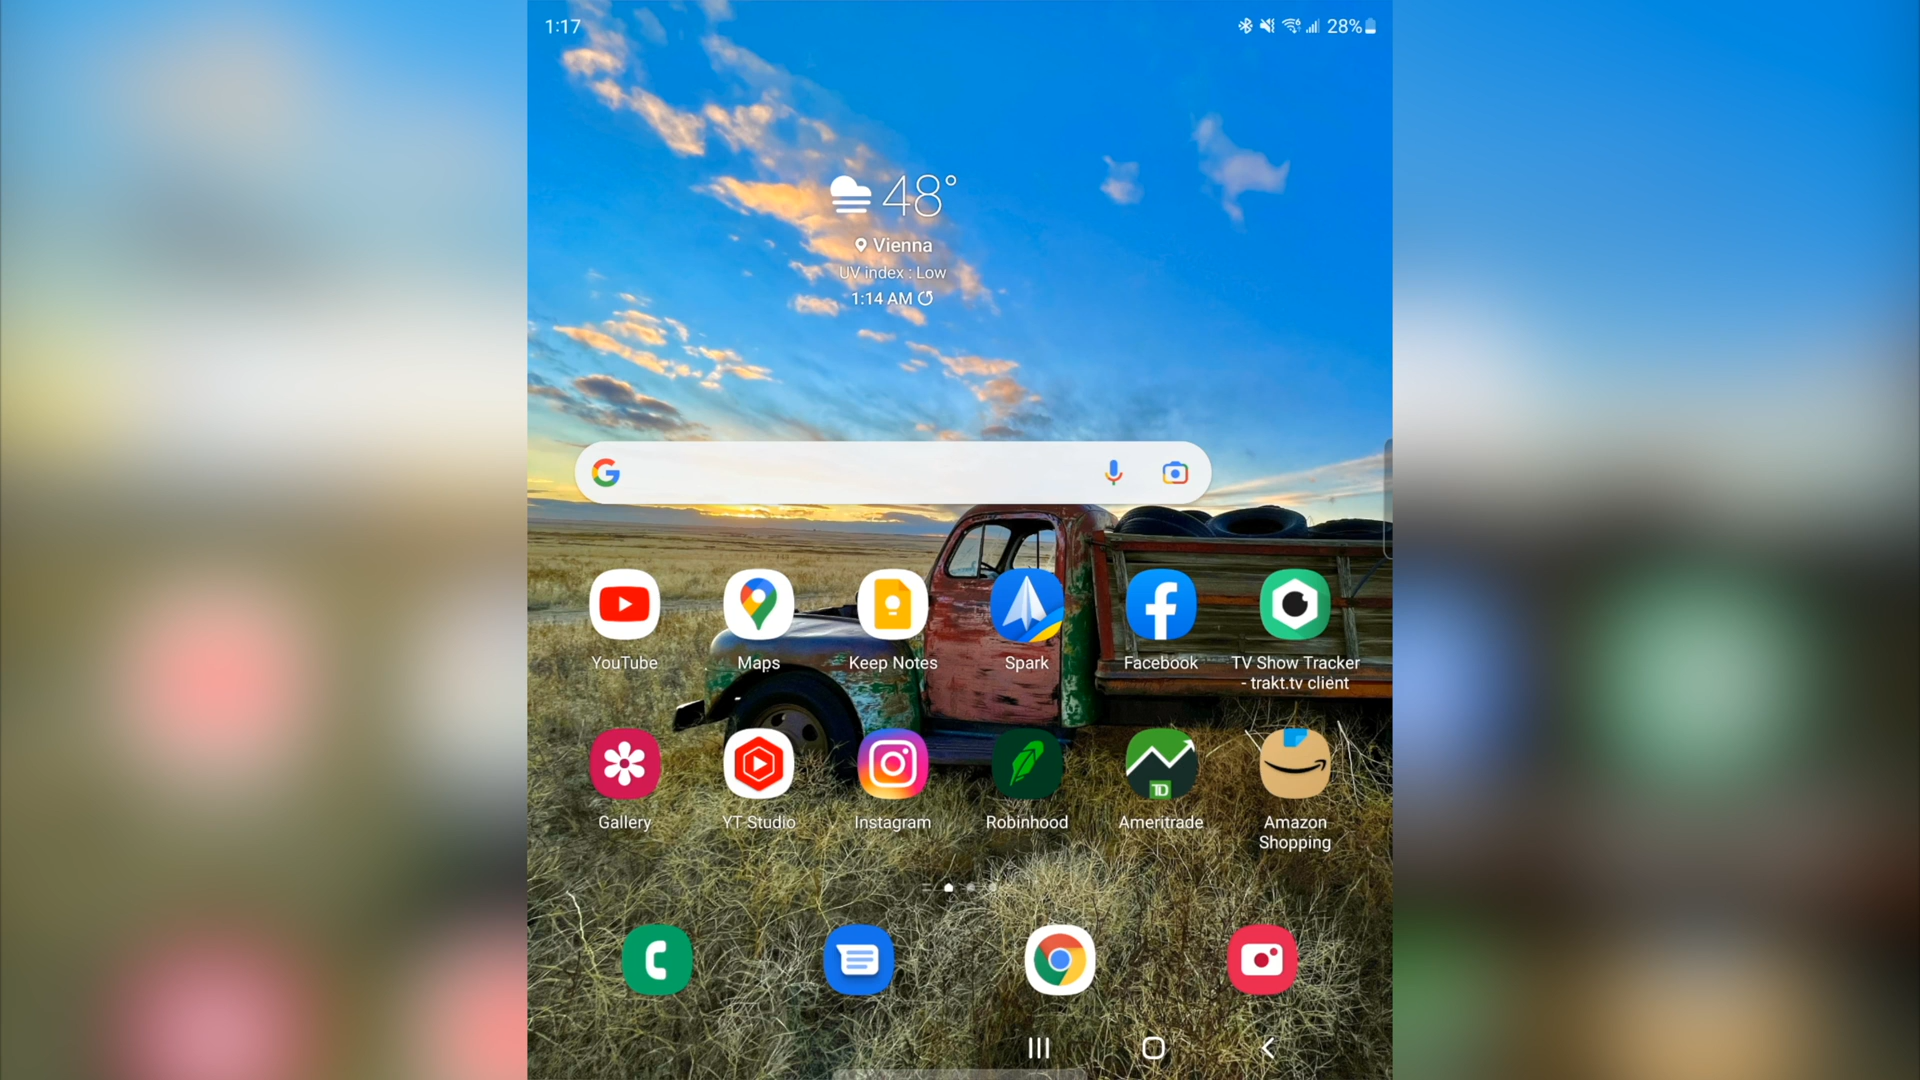 1:17
28%
48°
Vienna
UV index : Low
1:14 AM
YouTube
Maps
Keep Notes
Spark
Facebook
TV Show Tracker
- trakt.tv client
TD
Gallery
YT Studio
Instagram
Robinhood
Ameritrade
Amazon
Shopping